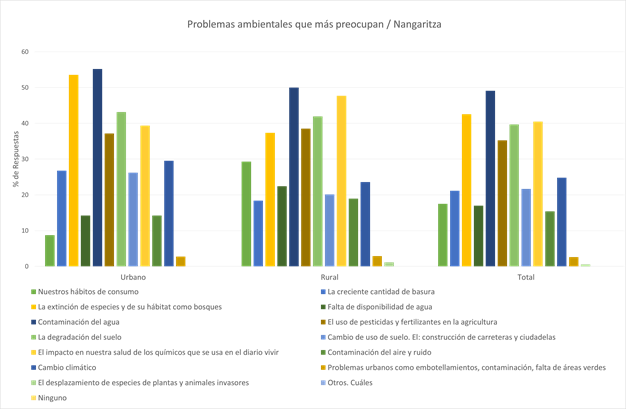 Problemas ambientales que más preocupan / Nangaritza
60
50
40
30
20
10
0
% de Respuestas
Urbano Rural Total
Nuestros hábitos de consumo La creciente cantidad de basura
La extinción de especies y de su hábitat como bosques Falta de disponibilidad de agua
Contaminación del agua El uso de pesticidas y fertilizantes en la agricultura
La degradación del suelo Cambio de uso de suelo. El: construcción de carreteras y ciudadelas
El impacto en nuestra salud de los químicos que se usa en el diario vivir Contaminación del aire y ruido
Cambio climático Problemas urbanos como embotellamientos, contaminación, falta de áreas verdes
El desplazamiento de especies de plantas y animales invasores Otros. Cuáles
Ninguno